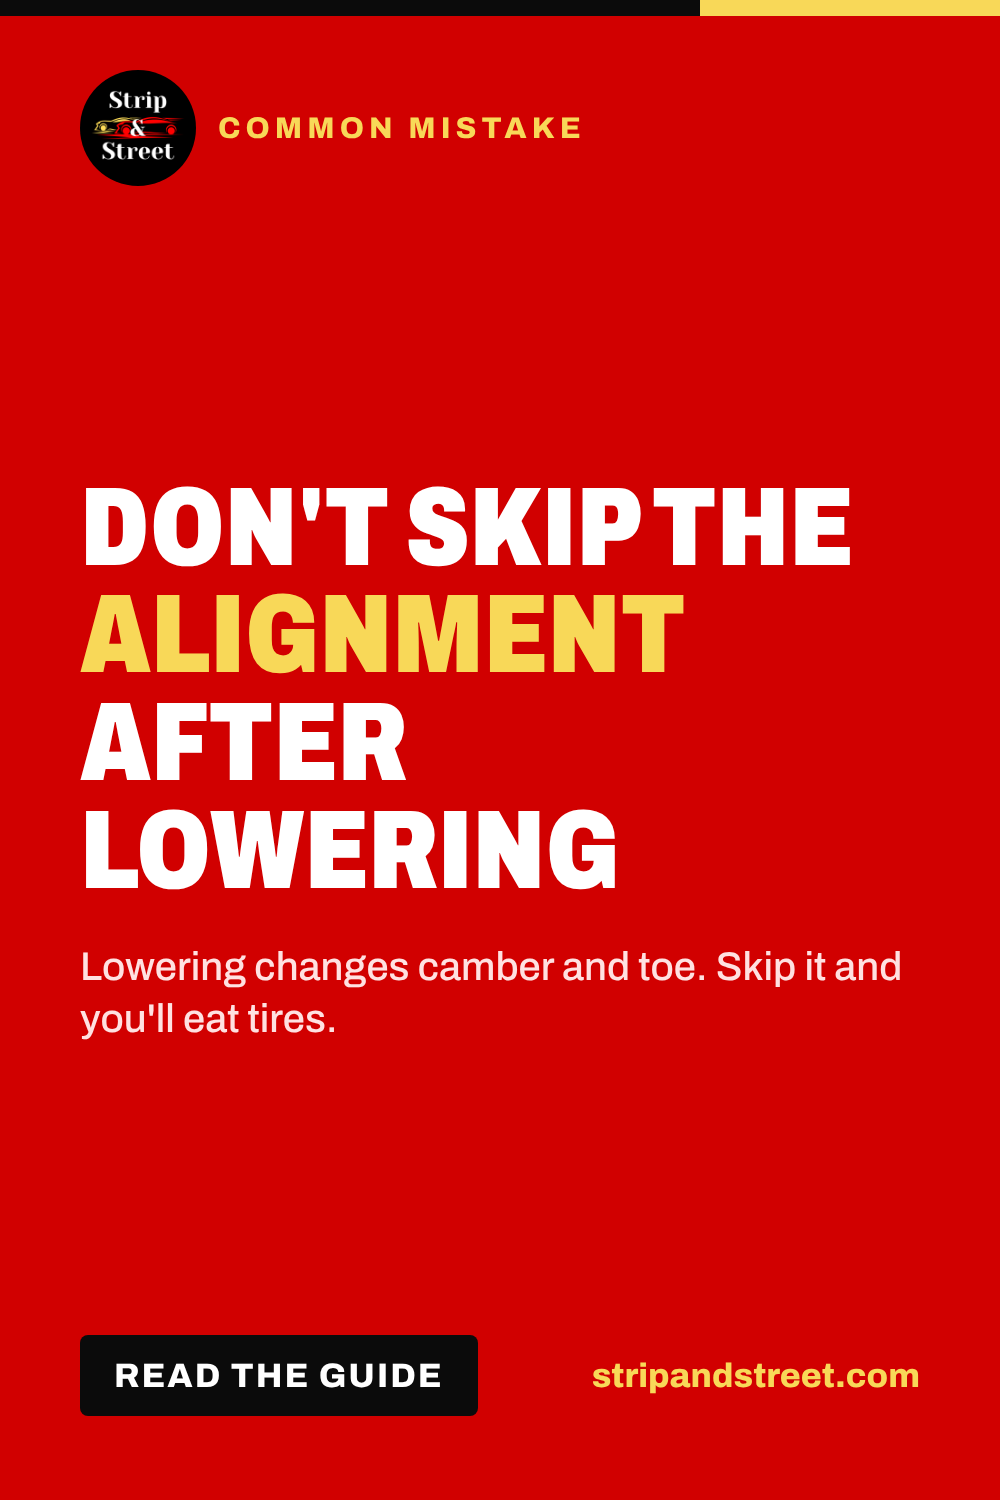 Strip
&
Street
COMMON MISTAKE
DON'T SKIP THE
ALIGNMENT
AFTER
LOWERING
Lowering changes camber and toe. Skip it and
you'll eat tires.
READ THE GUIDE
stripandstreet.com